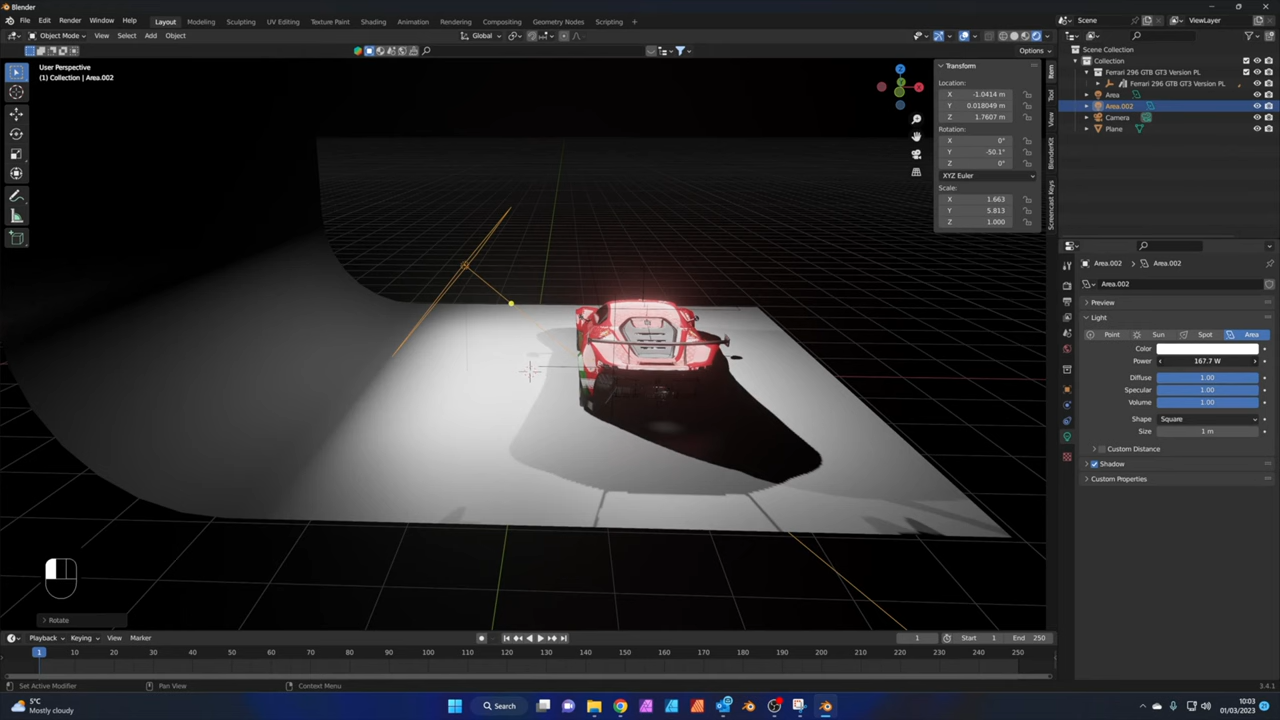 Blender
File Edit Render Window Help Layout Modeling Sculpting UV Editing Texture Paint Shading Animation Rendering Compositing Geometry Nodes Scripting + Scene ViewLayer
Object Mode View Select Add Object Global
Options
User Perspective
(1) Collection | Area.002
Z
Y
X
Transform
Location:
X -1.0414 m
Y 0.018049 m
Z 1.7607 m
Rotation:
X 0°
Y -50.1°
Z 0°
XYZ Euler
Scale:
X 1.663
Y 5.813
Z 1.000
Item
Tool
View
BlenderKit
Screencast Keys
Scene Collection
Collection
Ferrari 296 GTB GT3 Version PL
Ferrari 296 GTB GT3 Version PL
Area
Area.002
Camera
Plane
Area.002 > Area.002
Area.002
Preview
Light
Point Sun Spot Area
Color
Power 167.7 W
Diffuse 1.00
Specular 1.00
Volume 1.00
Shape Square
Size 1 m
Custom Distance
Shadow
Custom Properties
Rotate
Playback Keying View Marker 1 Start 1 End 250
1 10 20 30 40 50 60 70 80 90 100 110 120 130 140 150 160 170 180 190 200 210 220 230 240 250
Set Active Modifier Pan View Context Menu 3.4.1
5°C
Mostly cloudy
Search
10:03
01/03/2023